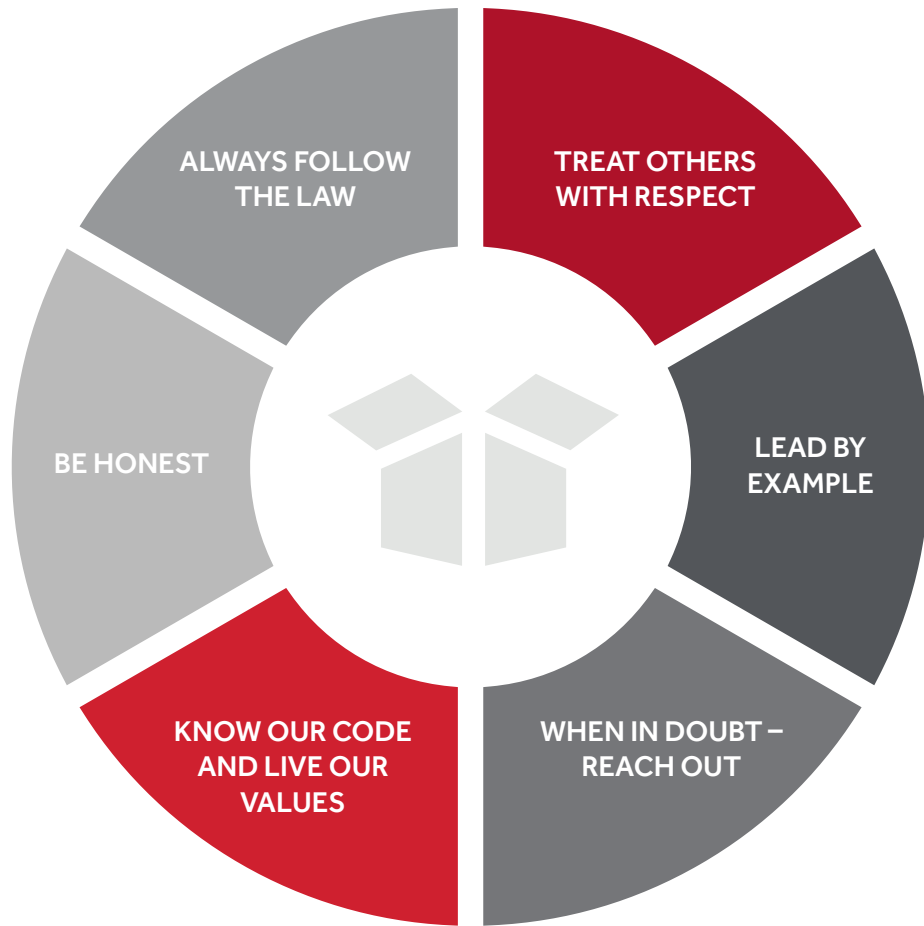 ALWAYS FOLLOW
THE LAW
TREAT OTHERS
WITH RESPECT
LEAD BY
EXAMPLE
WHEN IN DOUBT –
REACH OUT
KNOW OUR CODE
AND LIVE OUR
VALUES
BE HONEST